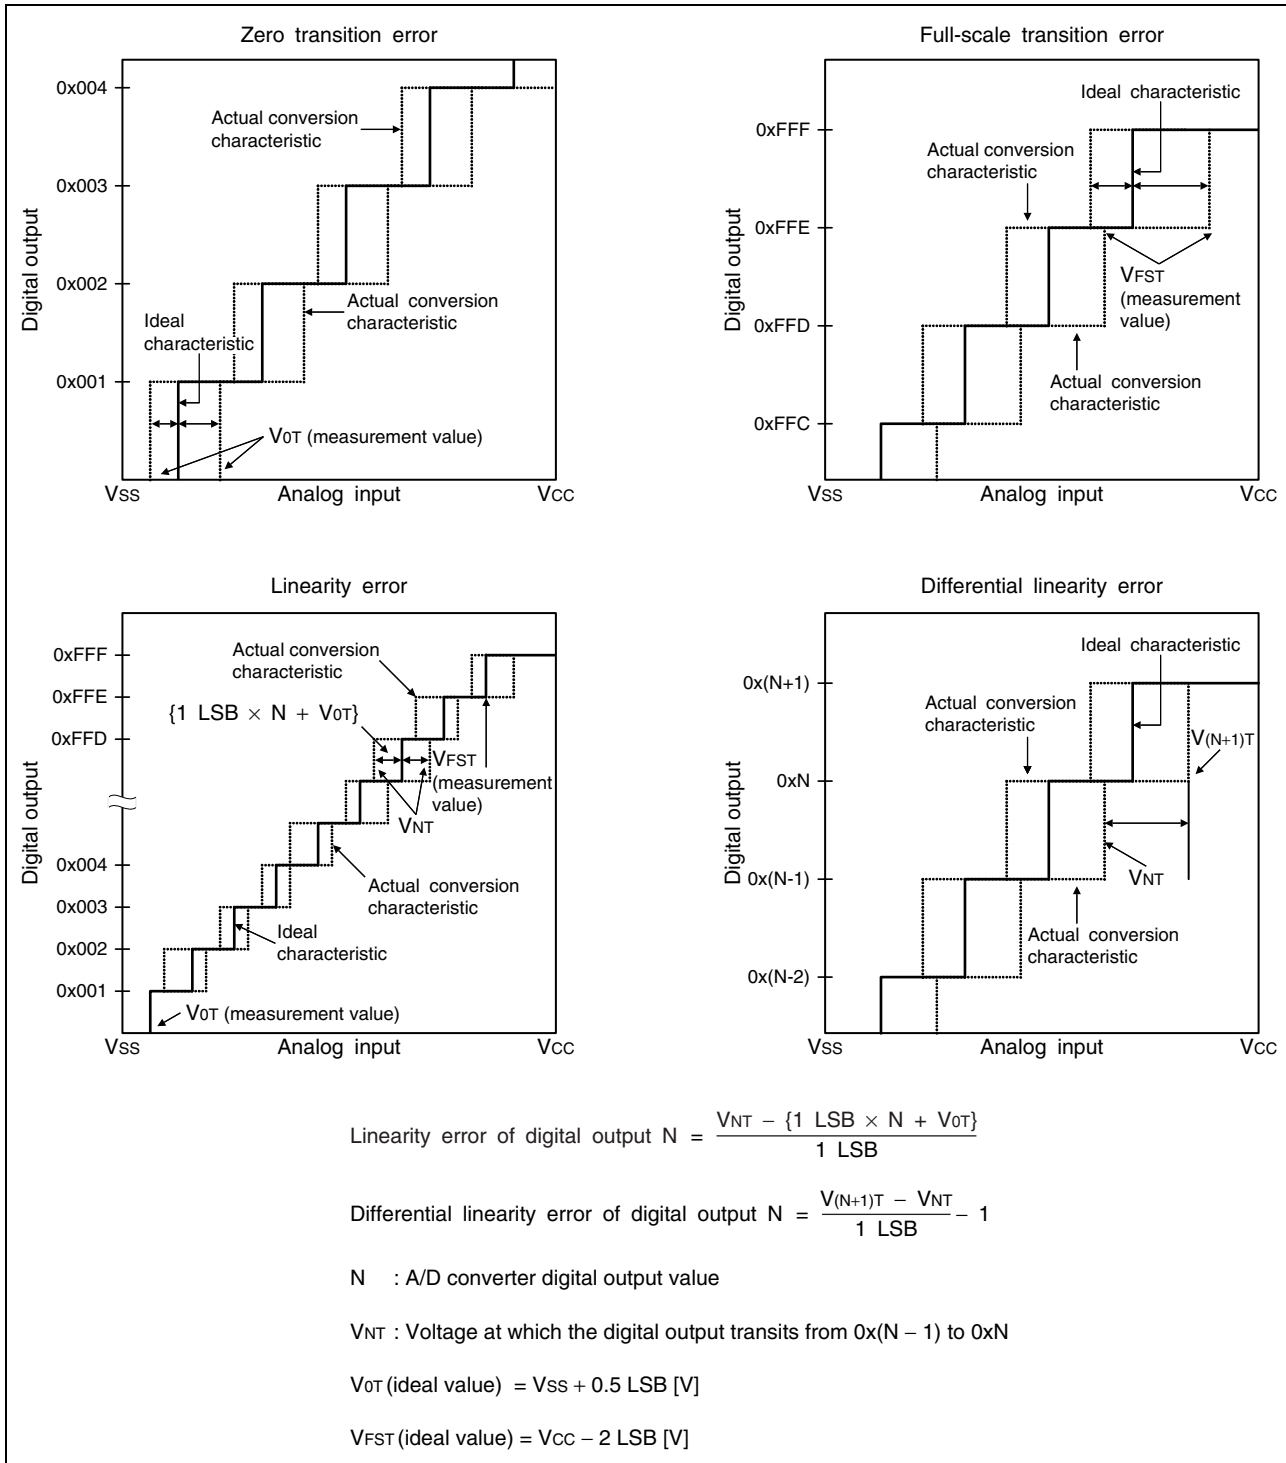 Zero transition error
0x004
0x003
0x002
0x001
Digital output
Actual conversion
characteristic
Actual conversion
characteristic
Ideal
characteristic
V0T (measurement value)
VSS
Analog input
VCC
Full-scale transition error
0xFFF
0xFFE
0xFFD
0xFFC
Digital output
Ideal characteristic
Actual conversion
characteristic
VFST
(measurement
value)
Actual conversion
characteristic
VSS
Analog input
VCC
Linearity error
0xFFF
0xFFE
0xFFD
0x004
0x003
0x002
0x001
Digital output
Actual conversion
characteristic
{1 LSB × N + V0T}
VFST
(measurement
value)
VNT
Actual conversion
characteristic
Ideal
characteristic
V0T (measurement value)
VSS
Analog input
VCC
Differential linearity error
0x(N+1)
0xN
0x(N-1)
0x(N-2)
Digital output
Ideal characteristic
Actual conversion
characteristic
V(N+1)T
VNT
Actual conversion
characteristic
VSS
Analog input
VCC
Linearity error of digital output N = VNT − {1 LSB × N + V0T}
1 LSB
Differential linearity error of digital output N = V(N+1)T − VNT
1 LSB − 1
N : A/D converter digital output value
VNT : Voltage at which the digital output transits from 0x(N − 1) to 0xN
V0T (ideal value) = VSS + 0.5 LSB [V]
VFST (ideal value) = VCC − 2 LSB [V]